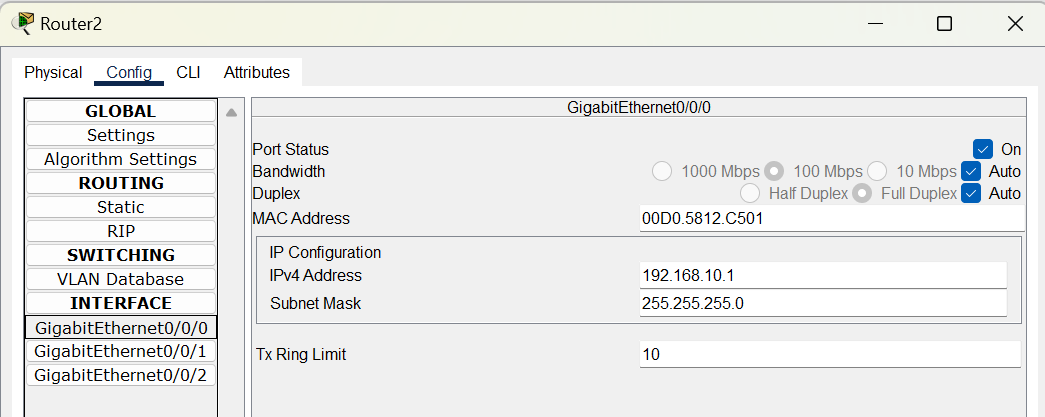 Router2
Physical Config CLI Attributes
GLOBAL
Settings
Algorithm Settings
ROUTING
Static
RIP
SWITCHING
VLAN Database
INTERFACE
GigabitEthernet0/0/0
GigabitEthernet0/0/1
GigabitEthernet0/0/2
GigabitEthernet0/0/0
Port Status On
Bandwidth 1000 Mbps 100 Mbps 10 Mbps Auto
Duplex Half Duplex Full Duplex Auto
MAC Address 00D0.5812.C501
IP Configuration
IPv4 Address 192.168.10.1
Subnet Mask 255.255.255.0
Tx Ring Limit 10